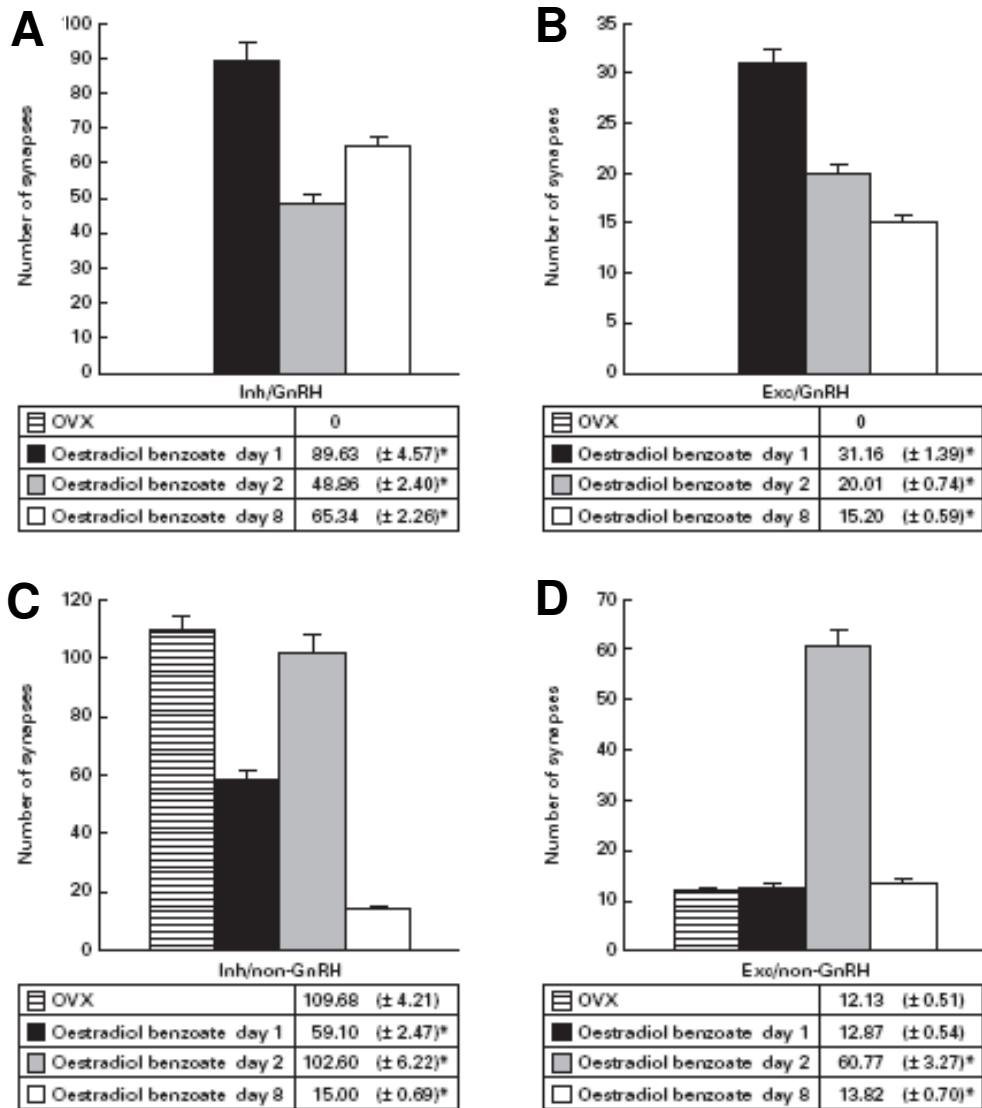 A
100
90
80
70
60
50
40
30
20
10
0
Number of synapses
Inh/GnRH
OVX 0
Oestradiol benzoate day 1 89.63 (± 4.57)*
Oestradiol benzoate day 2 48.86 (± 2.40)*
Oestradiol benzoate day 8 65.34 (± 2.26)*
B
35
30
25
20
15
10
5
0
Number of synapses
Exc/GnRH
OVX 0
Oestradiol benzoate day 1 31.16 (± 1.39)*
Oestradiol benzoate day 2 20.01 (± 0.74)*
Oestradiol benzoate day 8 15.20 (± 0.59)*
C
120
100
80
60
40
20
0
Number of synapses
Inh/non-GnRH
OVX 109.68 (± 4.21)
Oestradiol benzoate day 1 59.10 (± 2.47)*
Oestradiol benzoate day 2 102.60 (± 6.22)*
Oestradiol benzoate day 8 15.00 (± 0.69)*
D
70
60
50
40
30
20
10
0
Number of synapses
Exc/non-GnRH
OVX 12.13 (± 0.51)
Oestradiol benzoate day 1 12.87 (± 0.54)
Oestradiol benzoate day 2 60.77 (± 3.27)*
Oestradiol benzoate day 8 13.82 (± 0.70)*